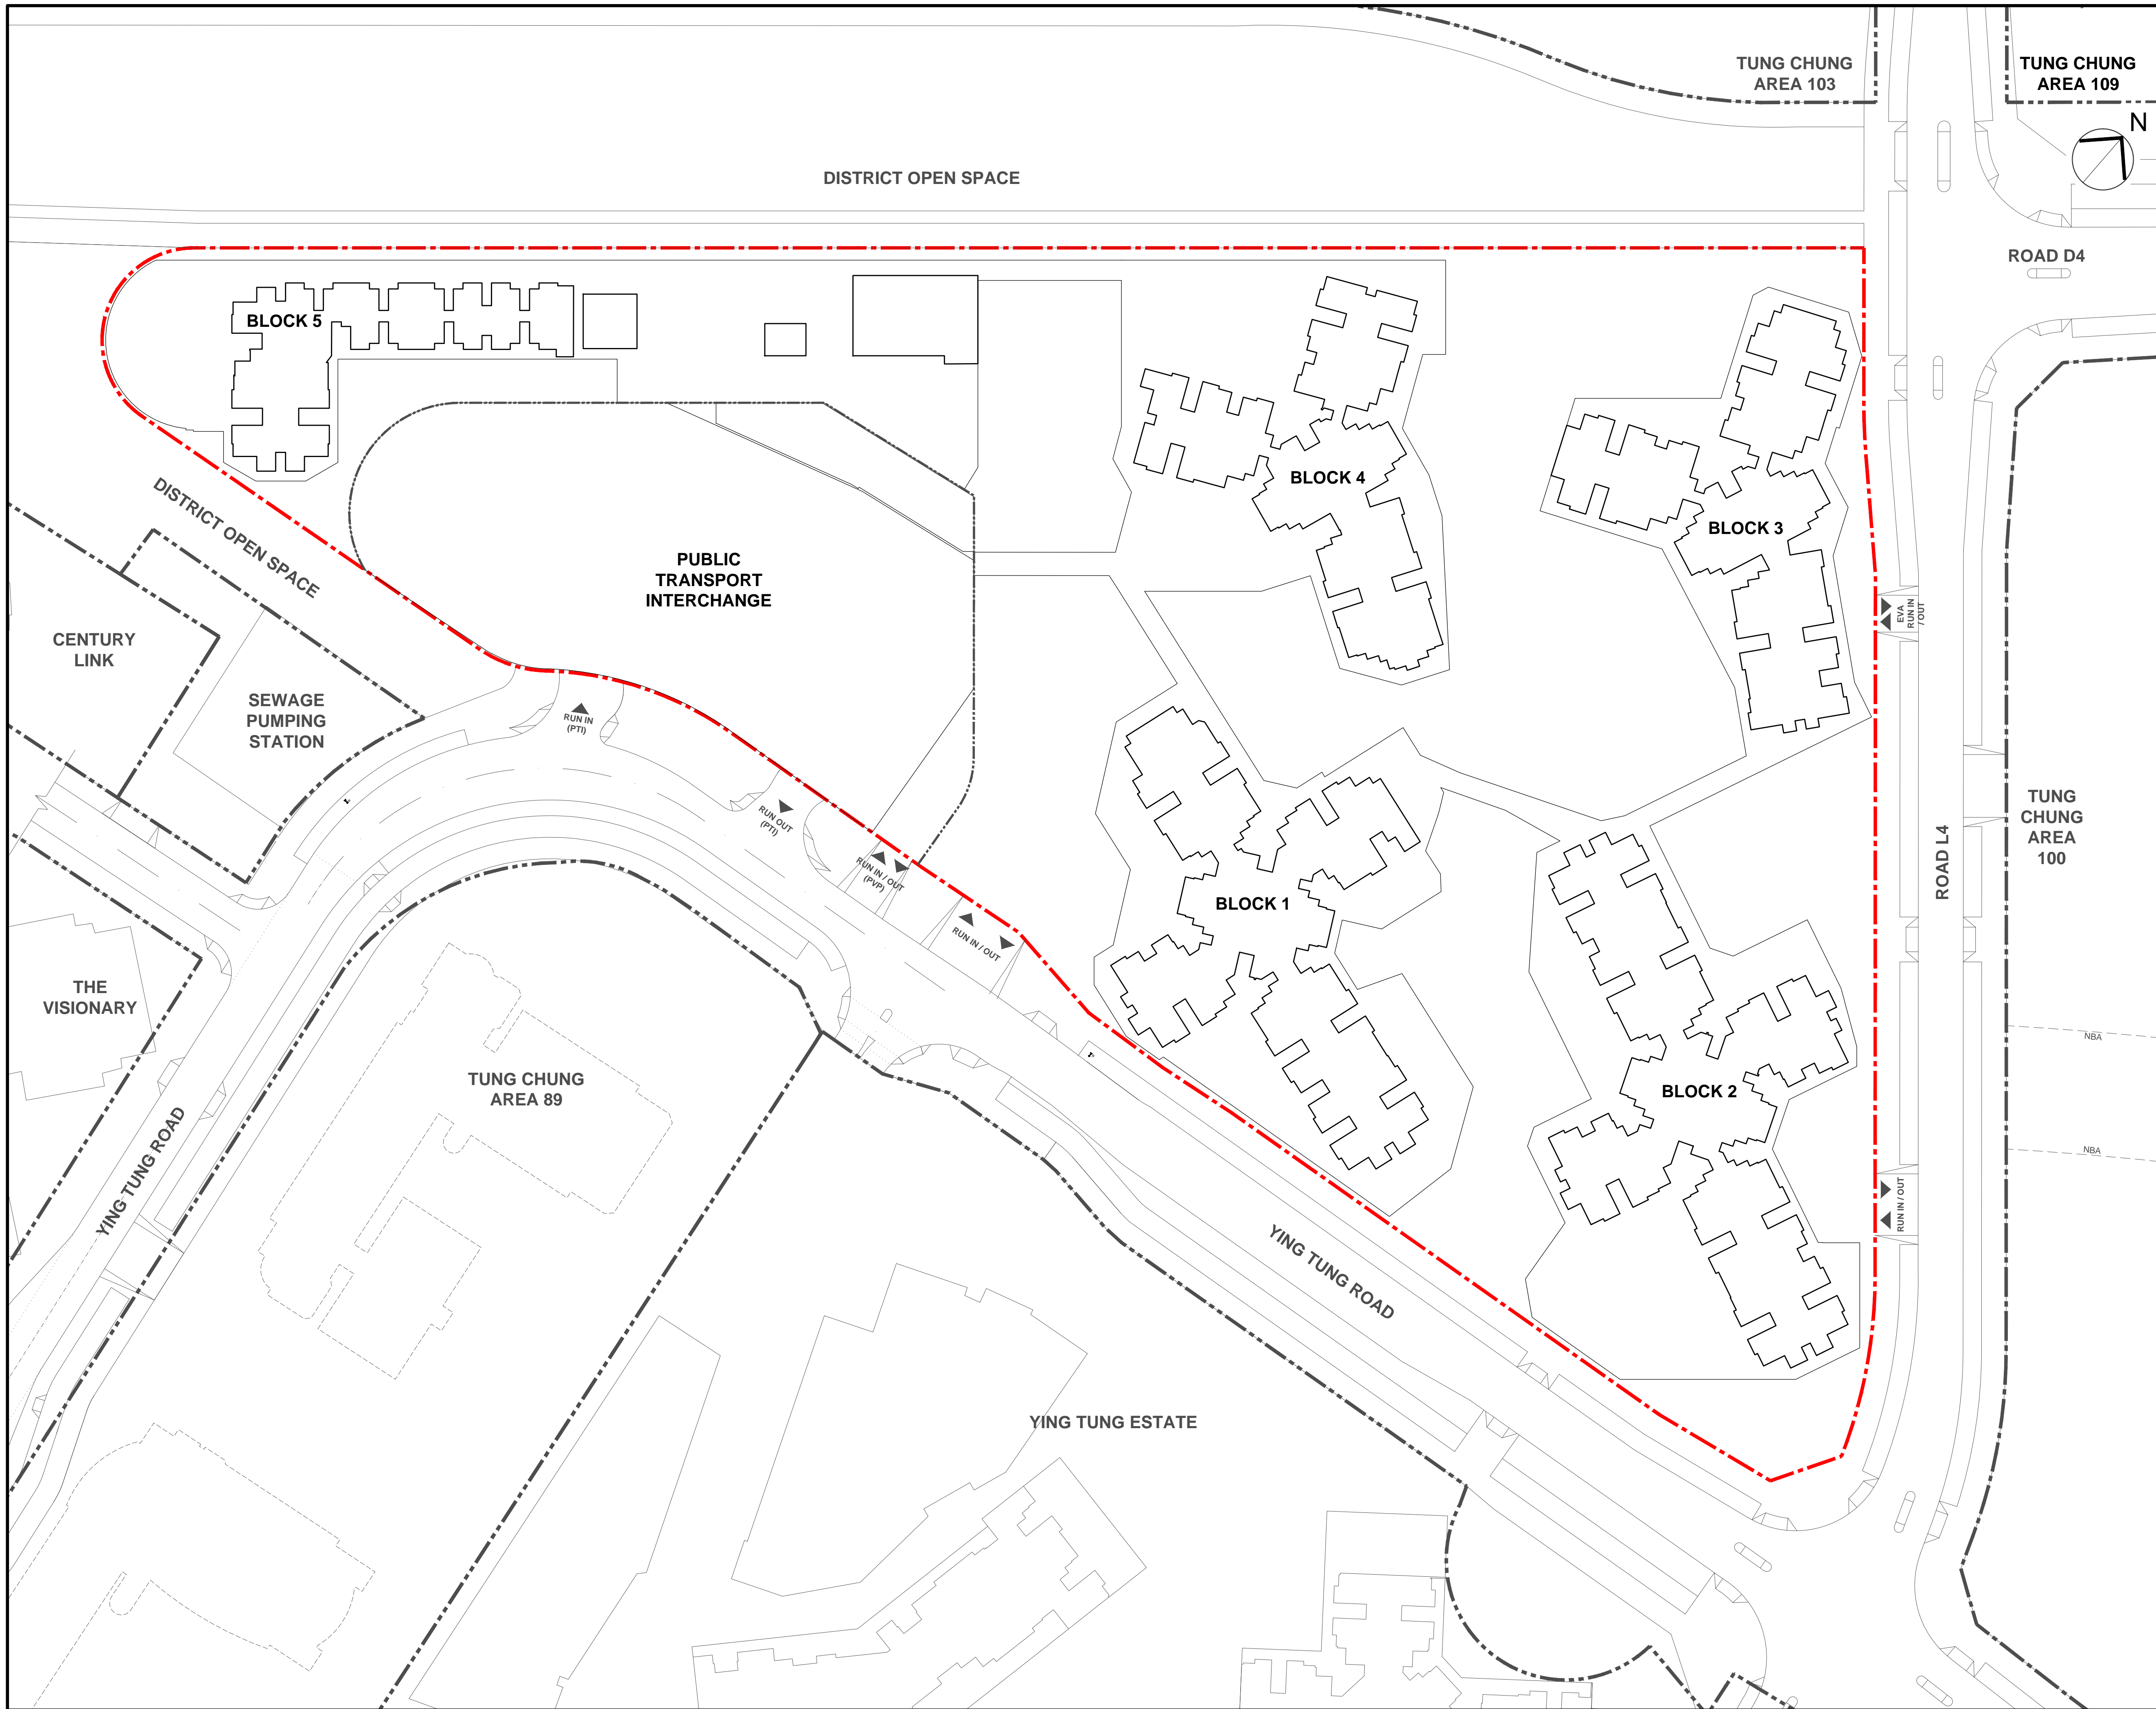 TUNG CHUNG
AREA 103
TUNG CHUNG
AREA 109
N
DISTRICT OPEN SPACE
ROAD D4
BLOCK 5
BLOCK 4
BLOCK 3
DISTRICT OPEN SPACE
PUBLIC
TRANSPORT
INTERCHANGE
EVA
RUN IN
/ OUT
CENTURY
LINK
SEWAGE
PUMPING
STATION
RUN IN
(PTI)
RUN OUT
(PTI)
RUN IN / OUT
(PVP)
RUN IN / OUT
BLOCK 1
TUNG
CHUNG
AREA
100
ROAD L4
THE
VISIONARY
NBA
TUNG CHUNG
AREA 89
BLOCK 2
YING TUNG ROAD
NBA
RUN IN / OUT
YING TUNG ROAD
YING TUNG ESTATE